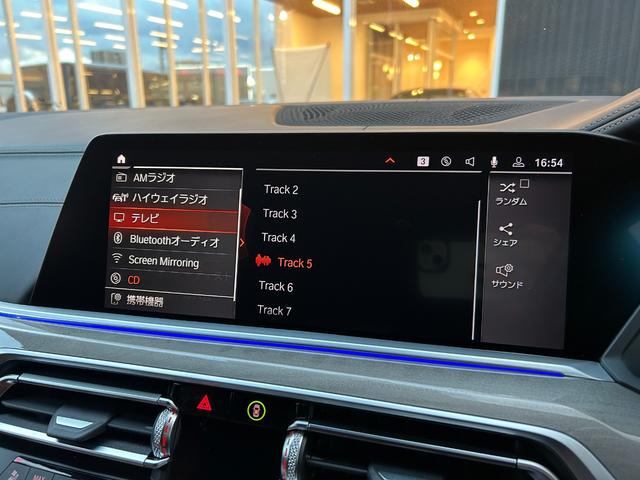 3
16:54
AMラジオ
ハイウェイラジオ
テレビ
Bluetoothオーディオ
Screen Mirroring
CD
携帯機器
Track 2
Track 3
Track 4
Track 5
Track 6
Track 7
ランダム
シェア
サウンド